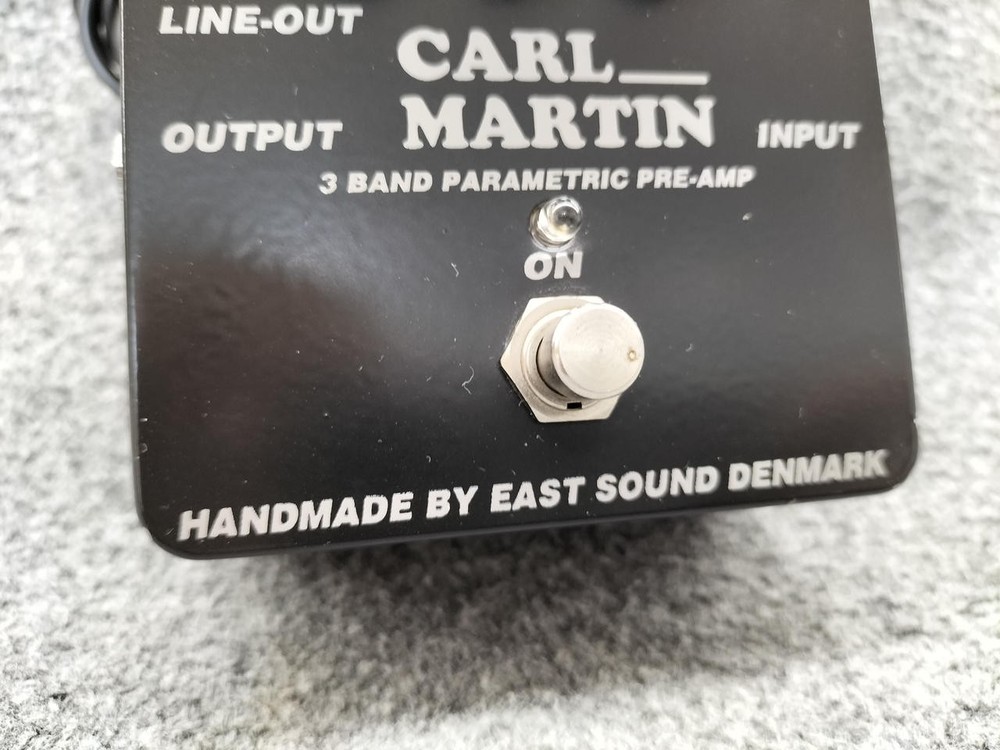 LINE-OUT
CARL
MARTIN
OUTPUT
INPUT
3 BAND PARAMETRIC PRE-AMP
ON
HANDMADE BY EAST SOUND DENMARK